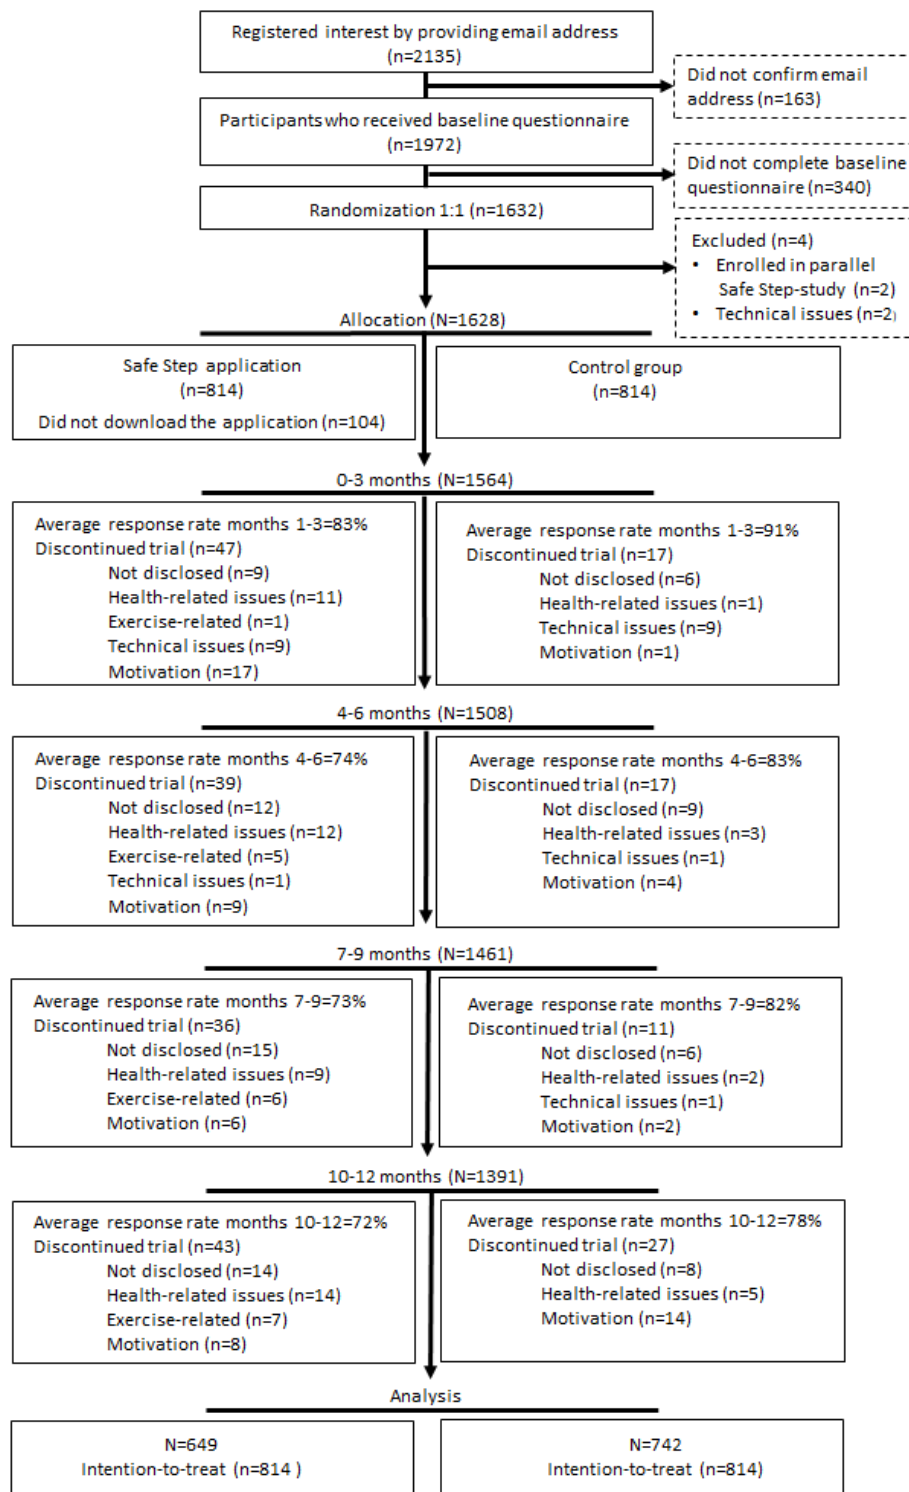 Registered interest by providing email address
(n=2135)
Did not confirm email
address (n=163)
Participants who received baseline questionnaire
(n=1972)
Did not complete baseline
questionnaire (n=340)
Randomization 1:1 (n=1632)
Excluded (n=4)
• Enrolled in parallel
Safe Step-study (n=2)
• Technical issues (n=2)
Allocation (N=1628)
Safe Step application
(n=814)
Did not download the application (n=104)
Control group
(n=814)
0-3 months (N=1564)
Average response rate months 1-3=83%
Discontinued trial (n=47)
Not disclosed (n=9)
Health-related issues (n=11)
Exercise-related (n=1)
Technical issues (n=9)
Motivation (n=17)
Average response rate months 1-3=91%
Discontinued trial (n=17)
Not disclosed (n=6)
Health-related issues (n=1)
Technical issues (n=9)
Motivation (n=1)
4-6 months (N=1508)
Average response rate months 4-6=74%
Discontinued trial (n=39)
Not disclosed (n=12)
Health-related issues (n=12)
Exercise-related (n=5)
Technical issues (n=1)
Motivation (n=9)
Average response rate months 4-6=83%
Discontinued trial (n=17)
Not disclosed (n=9)
Health-related issues (n=3)
Technical issues (n=1)
Motivation (n=4)
7-9 months (N=1461)
Average response rate months 7-9=73%
Discontinued trial (n=36)
Not disclosed (n=15)
Health-related issues (n=9)
Exercise-related (n=6)
Motivation (n=6)
Average response rate months 7-9=82%
Discontinued trial (n=11)
Not disclosed (n=6)
Health-related issues (n=2)
Technical issues (n=1)
Motivation (n=2)
10-12 months (N=1391)
Average response rate months 10-12=72%
Discontinued trial (n=43)
Not disclosed (n=14)
Health-related issues (n=14)
Exercise-related (n=7)
Motivation (n=8)
Average response rate months 10-12=78%
Discontinued trial (n=27)
Not disclosed (n=8)
Health-related issues (n=5)
Motivation (n=14)
Analysis
N=649
Intention-to-treat (n=814 )
N=742
Intention-to-treat (n=814)